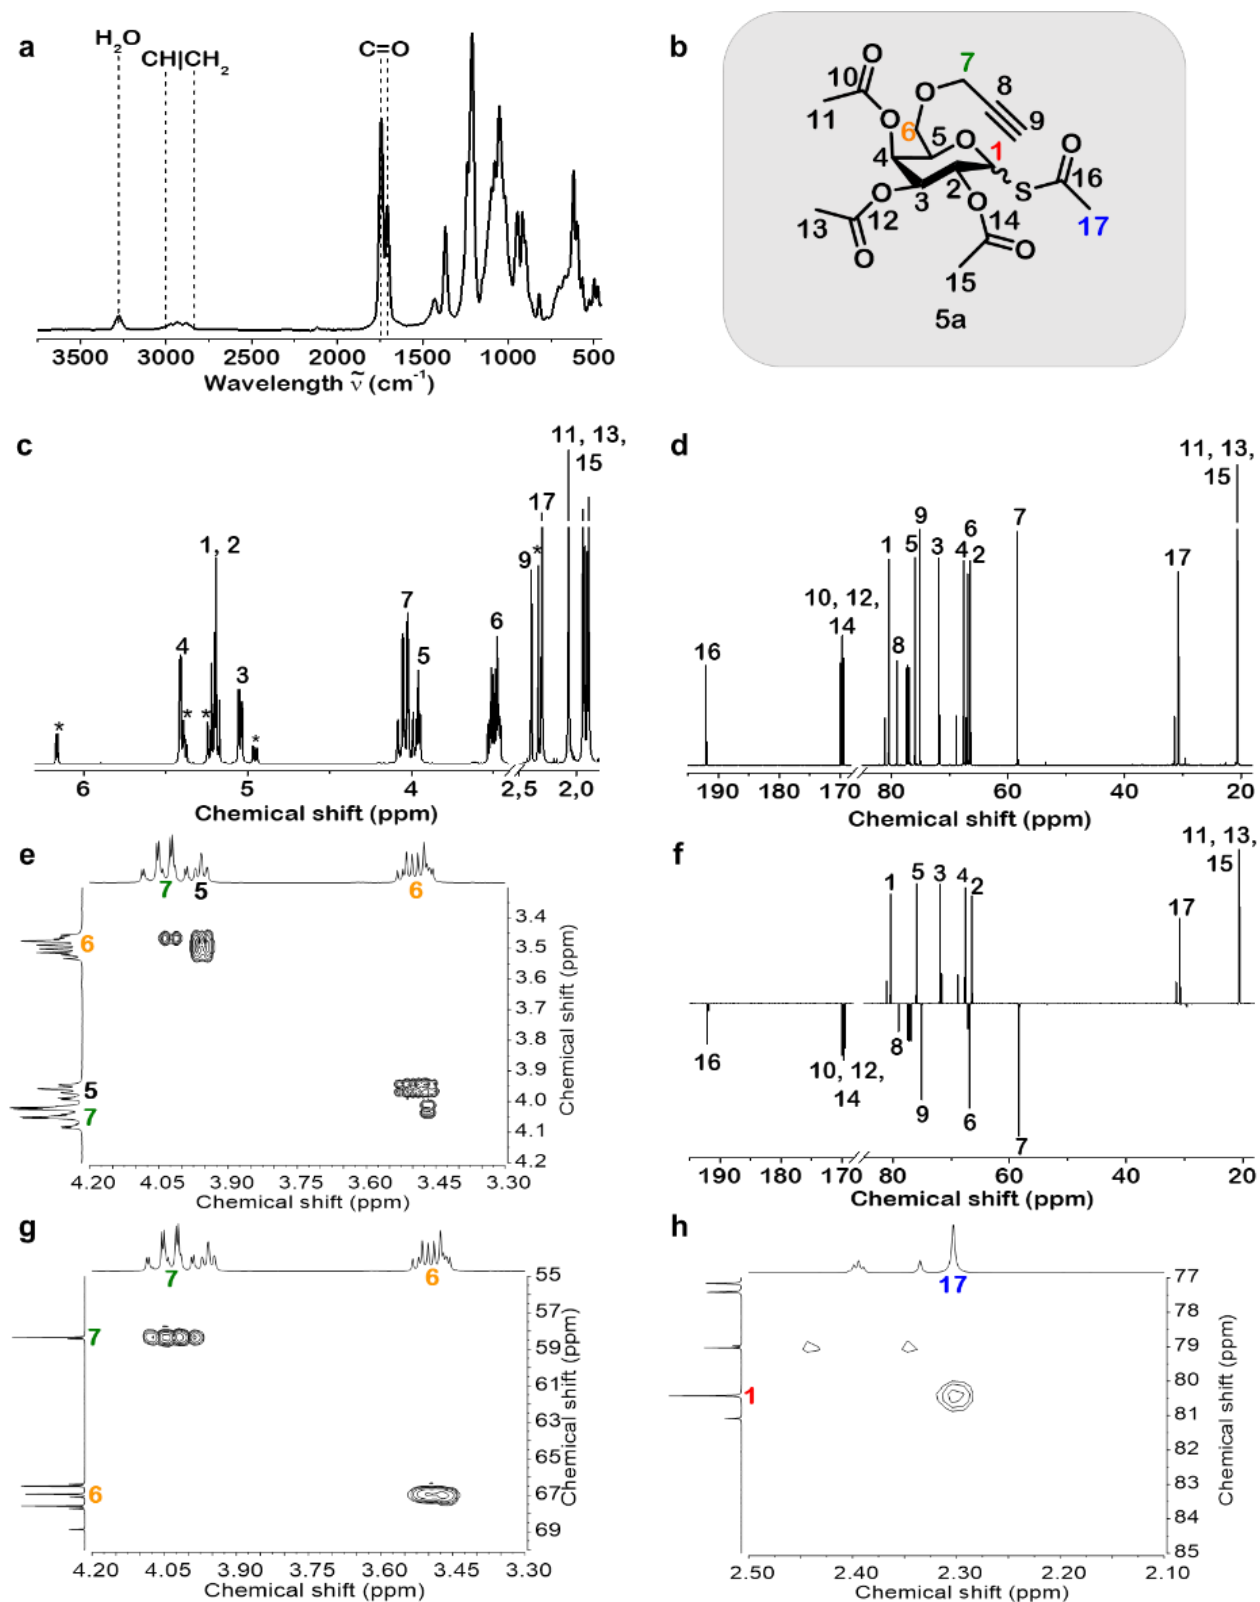 a
H2O
CH|CH2
C=O
3500 3000 2500 2000 1500 1000 500
Wavelength ṽ (cm-1)
b
7
O
10
O
8
11
O
6
9
5
O
1
4
O
O
2
S
16
3
O
12
O
14
17
13
O
O
15
5a
c
11, 13,
15
1, 2
17
9
*
7
4
6
5
3
*
*
*
*
6 5 4 2,5 2,0
Chemical shift (ppm)
d
11, 13,
15
9
6
7
1
5
3
4
2
17
10, 12,
14
8
16
190 180 170 80 60 40 20
Chemical shift (ppm)
e
7
5
6
6
5
7
3.4
3.5
3.6
3.7
3.8
3.9
4.0
4.1
4.2
Chemical shift (ppm)
4.20 4.05 3.90 3.75 3.60 3.45 3.30
Chemical shift (ppm)
f
11, 13,
15
5
3
4
2
1
17
16
8
10, 12,
14
9
6
7
190 180 170 80 60 40 20
Chemical shift (ppm)
g
7
6
7
6
55
57
59
61
63
65
67
69
Chemical shift (ppm)
4.20 4.05 3.90 3.75 3.60 3.45 3.30
Chemical shift (ppm)
h
17
1
77
78
79
80
81
82
83
84
85
Chemical shift (ppm)
2.50 2.40 2.30 2.20 2.10
Chemical shift (ppm)